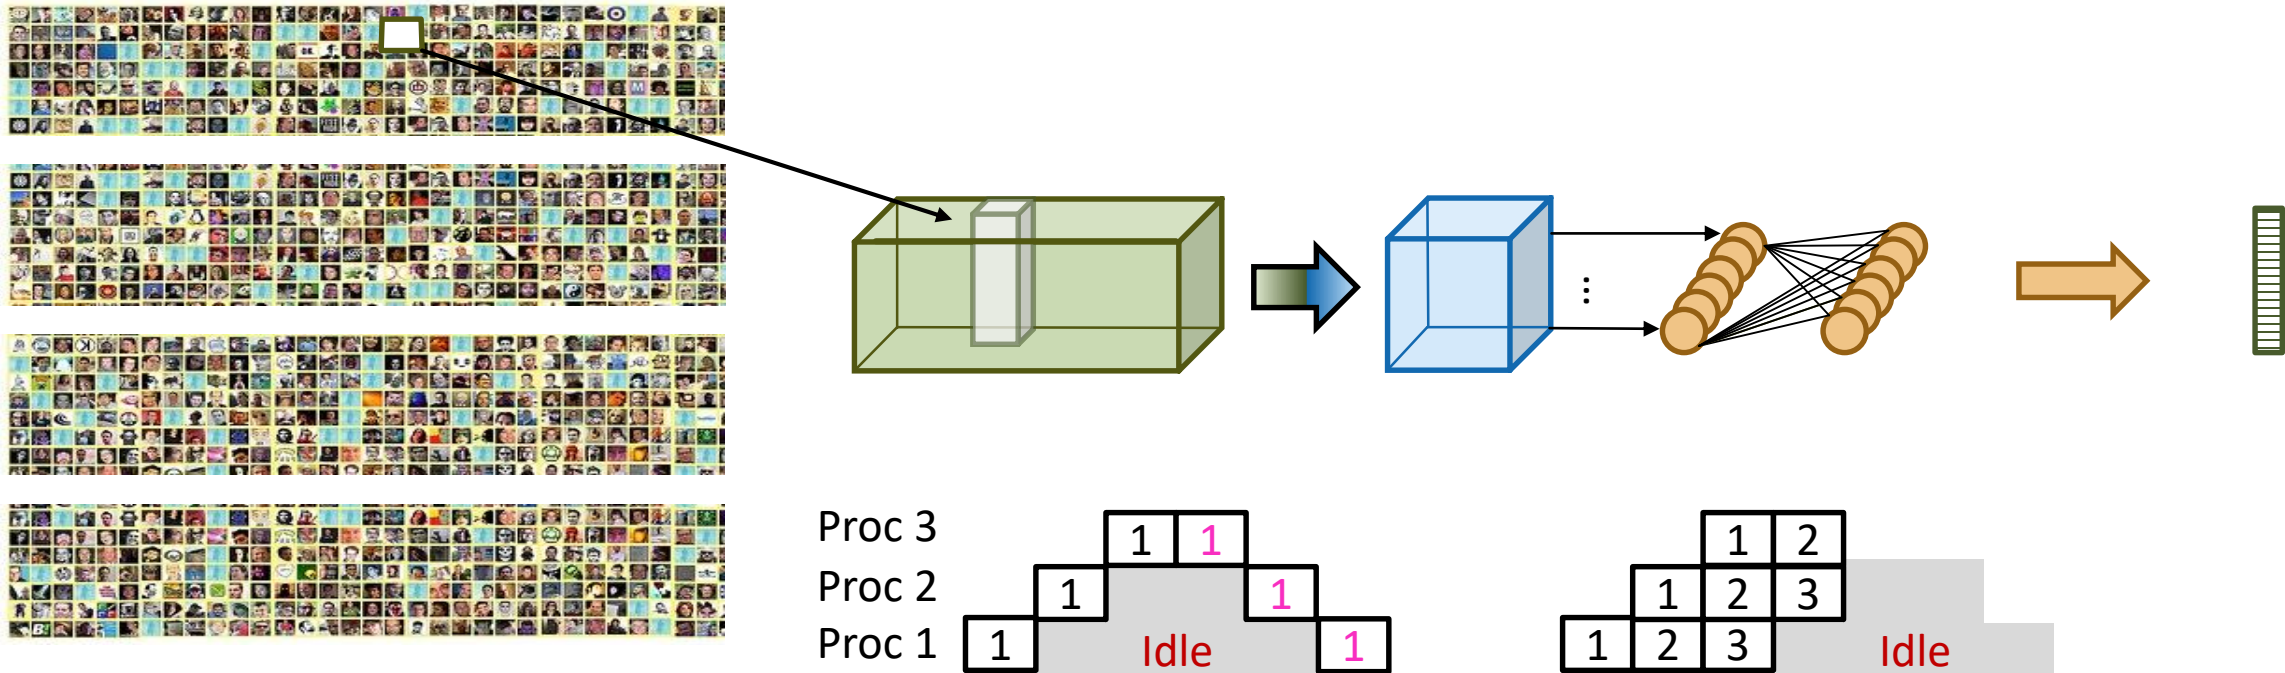 ⋮
Proc 3 1 1 1 2
Proc 2 1 1 1 2 3
Proc 1 1 Idle 1 1 2 3 Idle